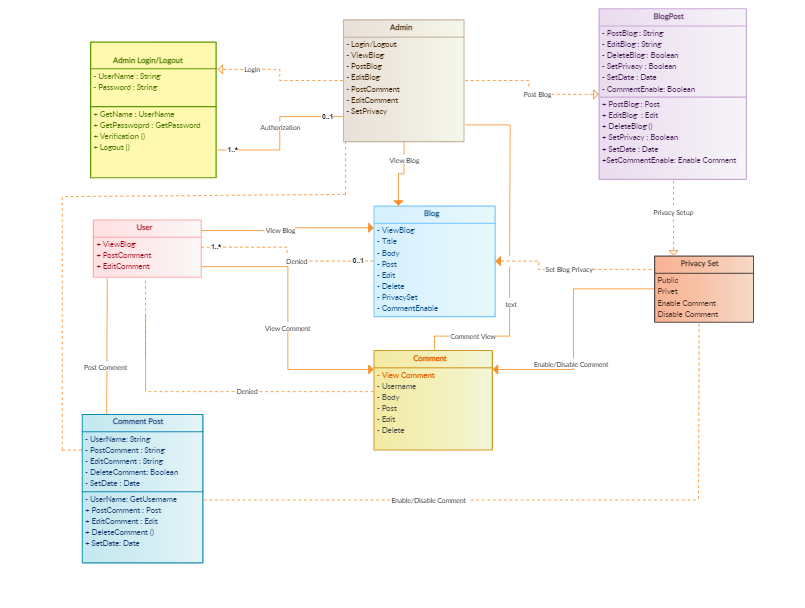 Admin Login/Logout
- UserName : String
- Password : String
+ GetName : UserName
+ GetPassword : GetPassword
+ Verification ()
+ Logout ()
Admin
- Login/Logout
- ViewBlog
- PostBlog
- EditBlog
- PostComment
- EditComment
- SetPrivacy
BlogPost
- PostBlog : String
- EditBlog : String
- DeleteBlog : Boolean
- SetPrivacy : Boolean
- SetDate : Date
- CommentEnable: Boolean
+ PostBlog : Post
+ EditBlog : Edit
+ DeleteBlog ()
+ SetPrivacy : Boolean
+ SetDate : Date
+SetCommentEnable: Enable Comment
Login
Authorization
0..1
1..*
Post Blog
View Blog
Privacy Setup
User
+ ViewBlog
+ PostComment
+ EditComment
View Blog
1..*
Denied
0..1
Blog
- ViewBlog
- Title
- Body
- Post
- Edit
- Delete
- PrivacySet
- CommentEnable
Set Blog Privacy
Privacy Set
Public
Privet
Enable Comment
Disable Comment
text
View Comment
Comment View
Comment
- View Comment
- Username
- Body
- Post
- Edit
- Delete
Enable/Disable Comment
Post Comment
Denied
Comment Post
- UserName: String
- PostComment : String
- EditComment : String
- DeleteComment: Boolean
- SetDate : Date
- UserName: GetUsername
+ PostComment : Post
+ EditComment : Edit
+ DeleteComment ()
+ SetDate: Date
Enable/Disable Comment